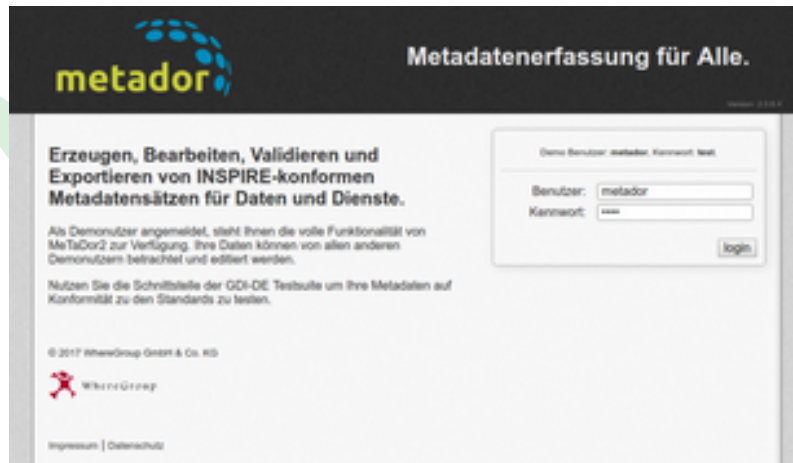 metador
Metadatenerfassung für Alle.
Erzeugen, Bearbeiten, Validieren und
Exportieren von INSPIRE-konformen
Metadatensätzen für Daten und Dienste.
Als Demonutzer angemeldet, steht Ihnen die volle Funktionalität von
MeTaDor2 zur Verfügung. Ihre Daten können von allen anderen
Demonutzern betrachtet und editiert werden.
Nutzen Sie die Schnittstelle der GDI-DE Testsuite um Ihre Metadaten auf
Konformität zu den Standards zu testen.
© 2017 WhereGroup GmbH & Co. KG
WhereGroup
Impressum | Datenschutz
Demo Benutzer: metador, Kennwort: test.
Benutzer: metador
Kennwort: ••••
login